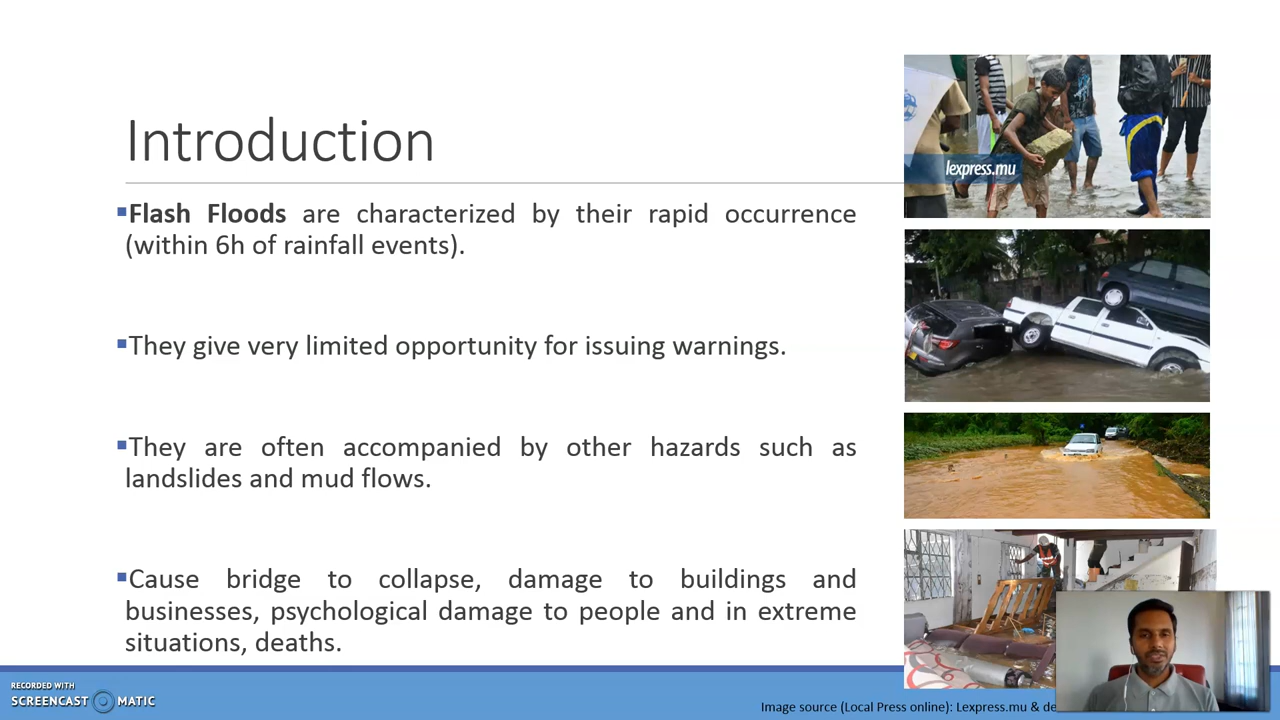 Introduction
▪Flash Floods are characterized by their rapid occurrence
(within 6h of rainfall events).
▪They give very limited opportunity for issuing warnings.
▪They are often accompanied by other hazards such as
landslides and mud flows.
▪Cause bridge to collapse, damage to buildings and
businesses, psychological damage to people and in extreme
situations, deaths.
lexpress.mu
Image source (Local Press online): Lexpress.mu &
RECORDED WITH
SCREENCAST MATIC